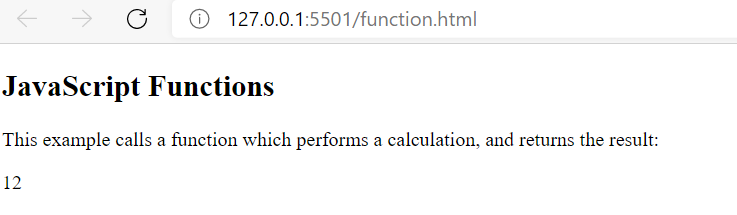 127.0.0.1:5501/function.html
JavaScript Functions
This example calls a function which performs a calculation, and returns the result:
12